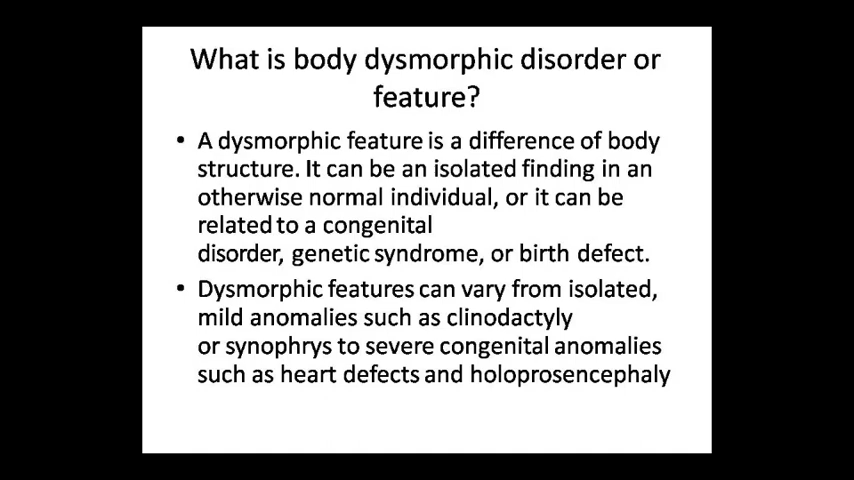 What is body dysmorphic disorder or
feature?
• A dysmorphic feature is a difference of body
structure. It can be an isolated finding in an
otherwise normal individual, or it can be
related to a congenital
disorder, genetic syndrome, or birth defect.
• Dysmorphic features can vary from isolated,
mild anomalies such as clinodactyly
or synophrys to severe congenital anomalies
such as heart defects and holoprosencephaly